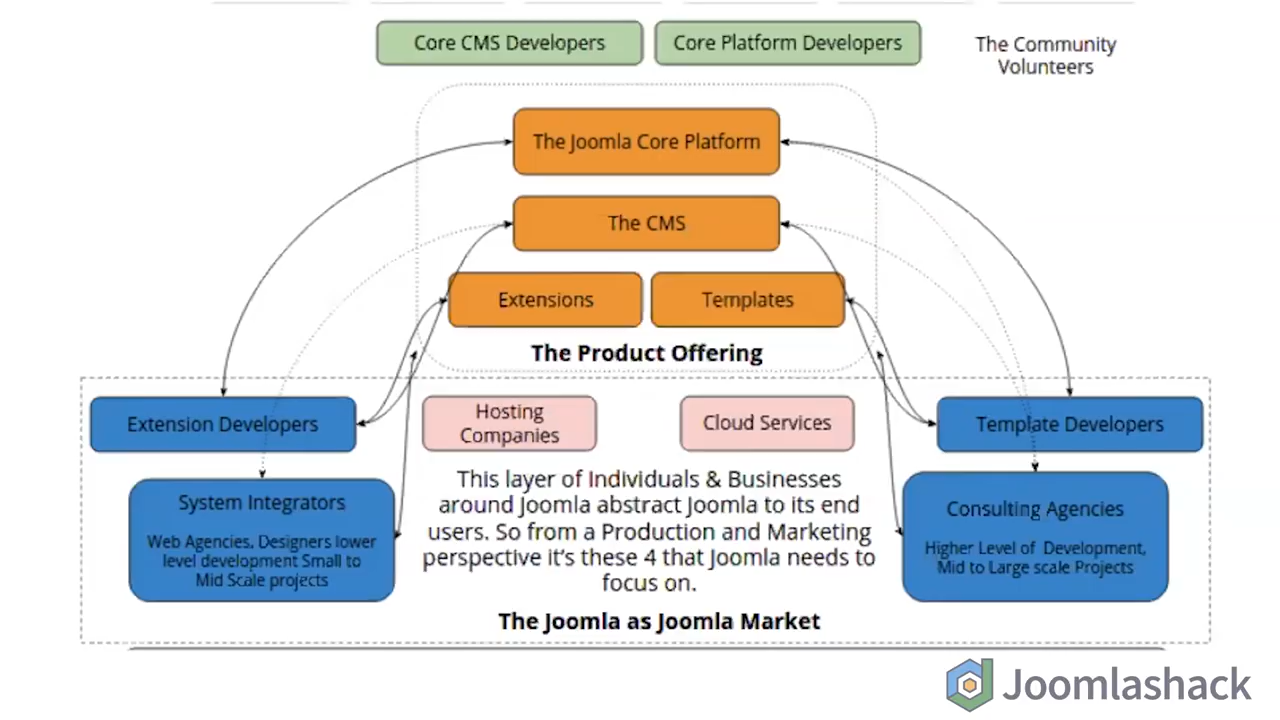 Core CMS Developers
Core Platform Developers
The Community
Volunteers
The Joomla Core Platform
The CMS
Extensions
Templates
The Product Offering
Extension Developers
Hosting
Companies
Cloud Services
Template Developers
System Integrators
Web Agencies, Designers lower
level development Small to
Mid Scale projects
This layer of Individuals & Businesses
around Joomla abstract Joomla to its end
users. So from a Production and Marketing
perspective it's these 4 that Joomla needs to
focus on.
Consulting Agencies
Higher Level of Development,
Mid to Large scale Projects
The Joomla as Joomla Market
Joomlashack